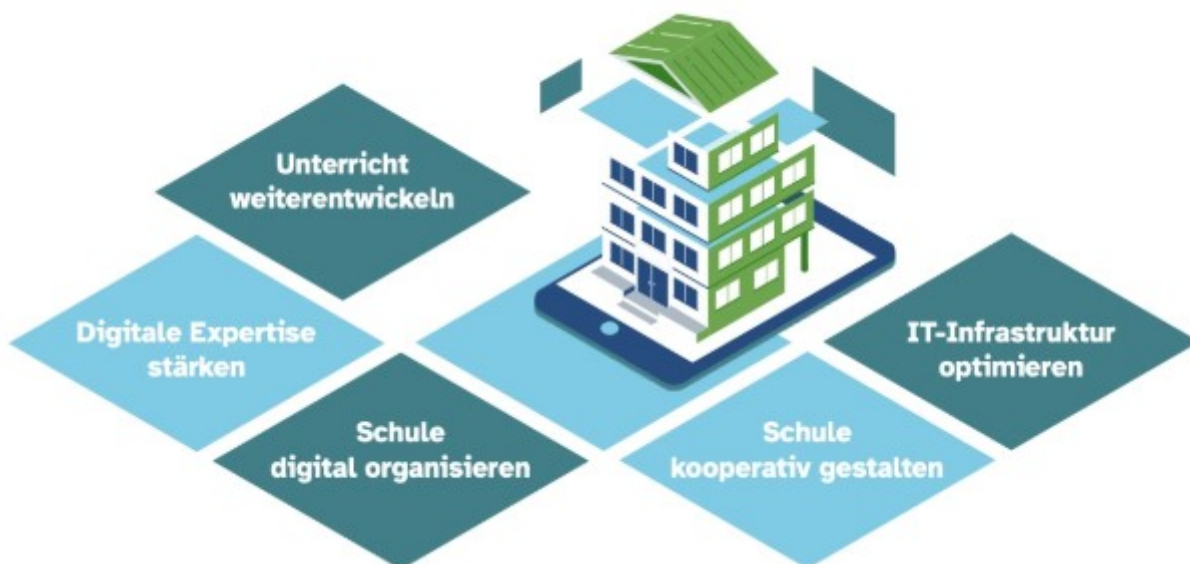 Unterricht
weiterentwickeln
Digitale Expertise
stärken
Schule
digital organisieren
Schule
kooperativ gestalten
IT-Infrastruktur
optimieren